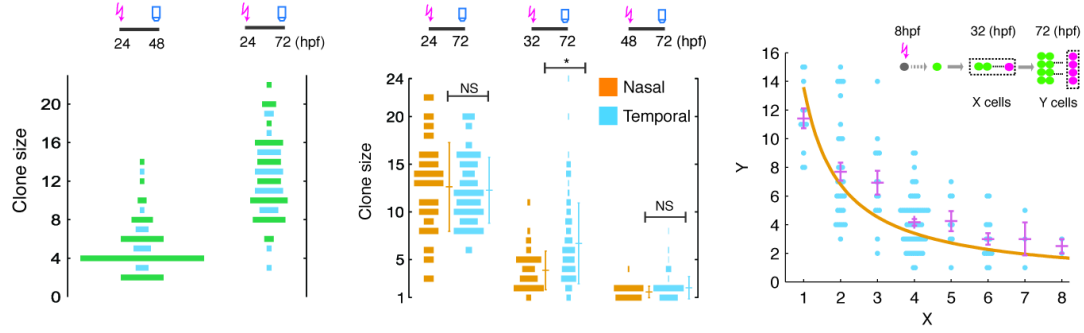 24 48
24 72 (hpf)
Clone size
20
16
12
8
4
0
24 72
32 72
48 72 (hpf)
Clone size
24
20
15
10
5
1
NS
*
NS
Nasal
Temporal
8hpf
32 (hpf)
72 (hpf)
X cells
Y cells
Y
16
14
12
10
8
6
4
2
0
1 2 3 4 5 6 7 8
X